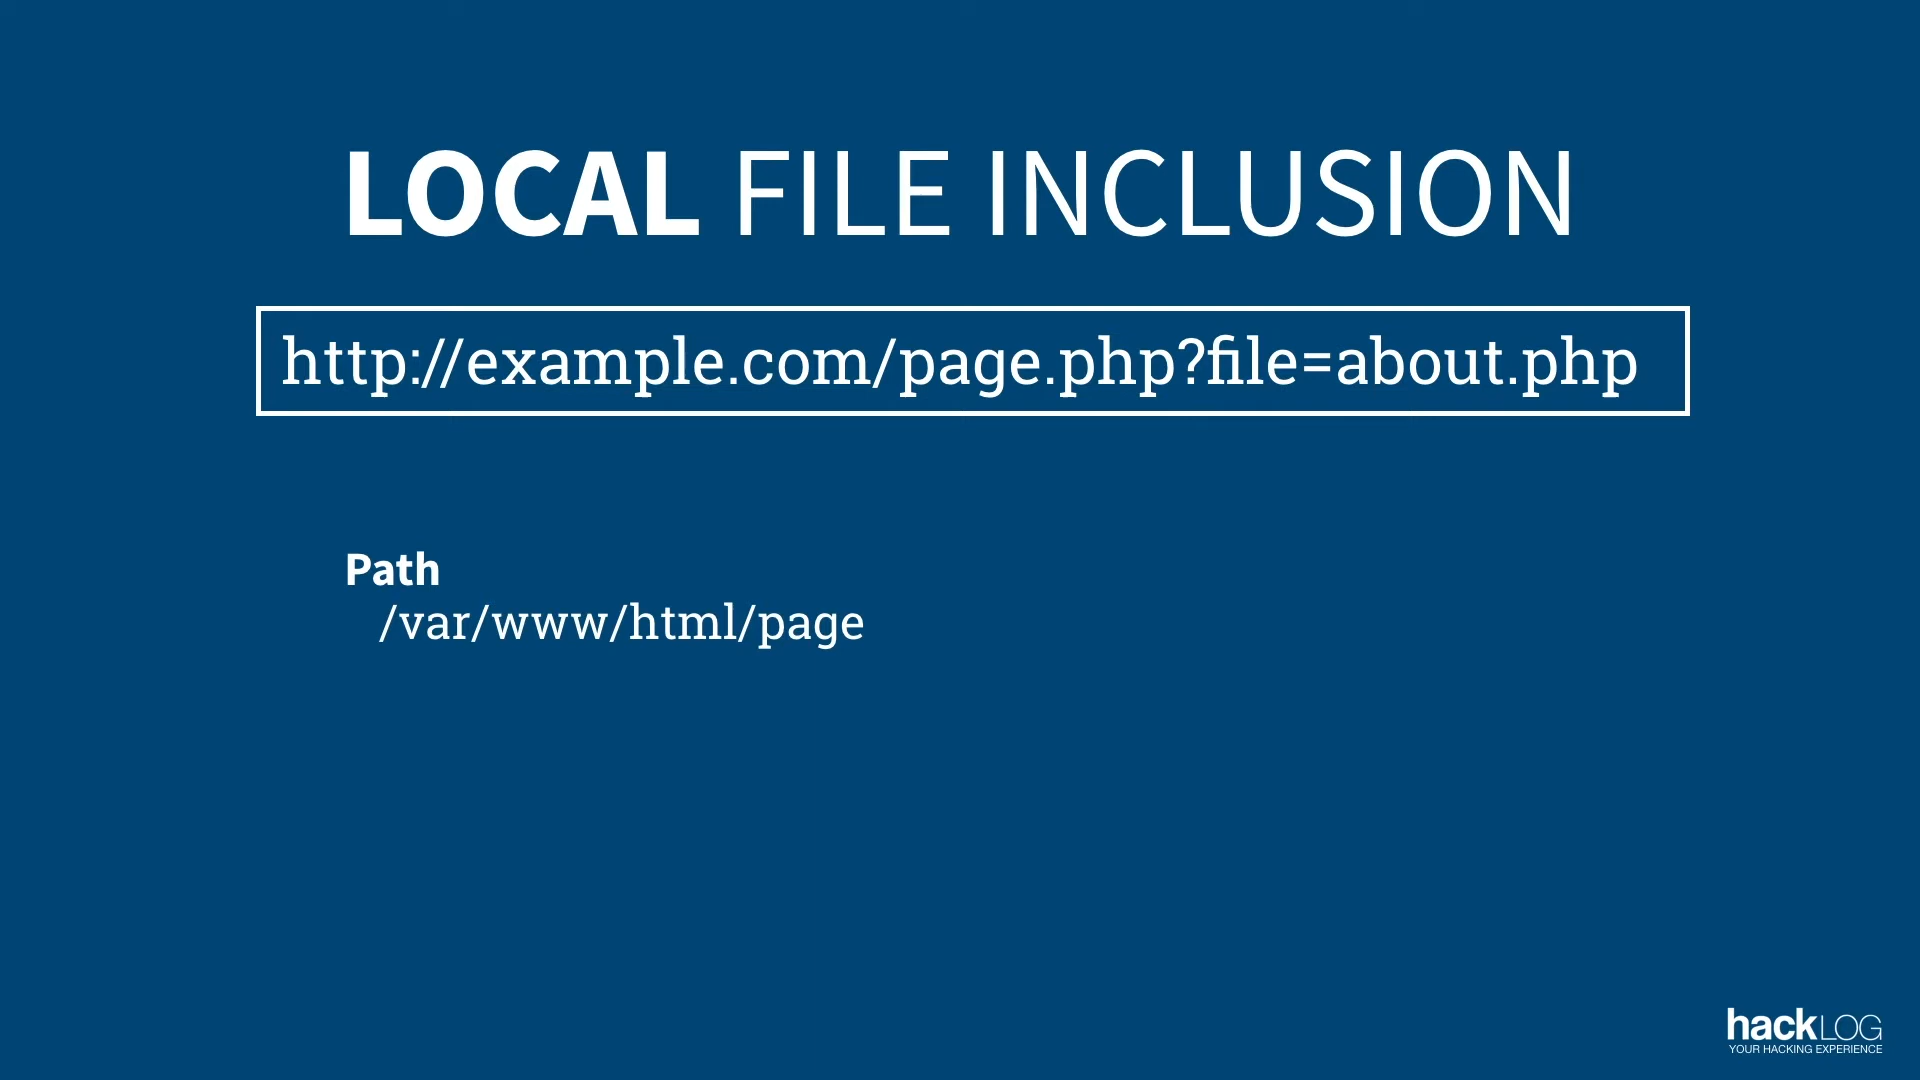 LOCAL FILE INCLUSION
http://example.com/page.php?file=about.php
Path
/var/www/html/page
hackLOG
YOUR HACKING EXPERIENCE